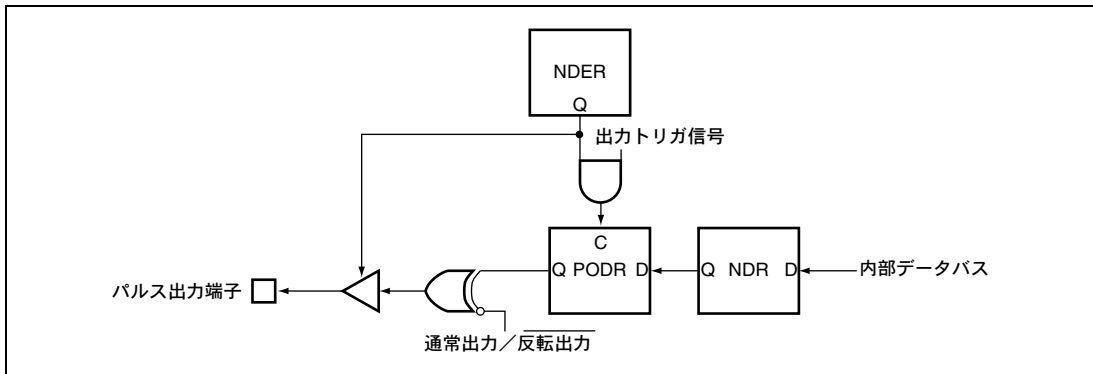 NDER
Q
出力トリガ信号
C
Q PODR D
Q NDR D
内部データバス
パルス出力端子
通常出力／反転出力